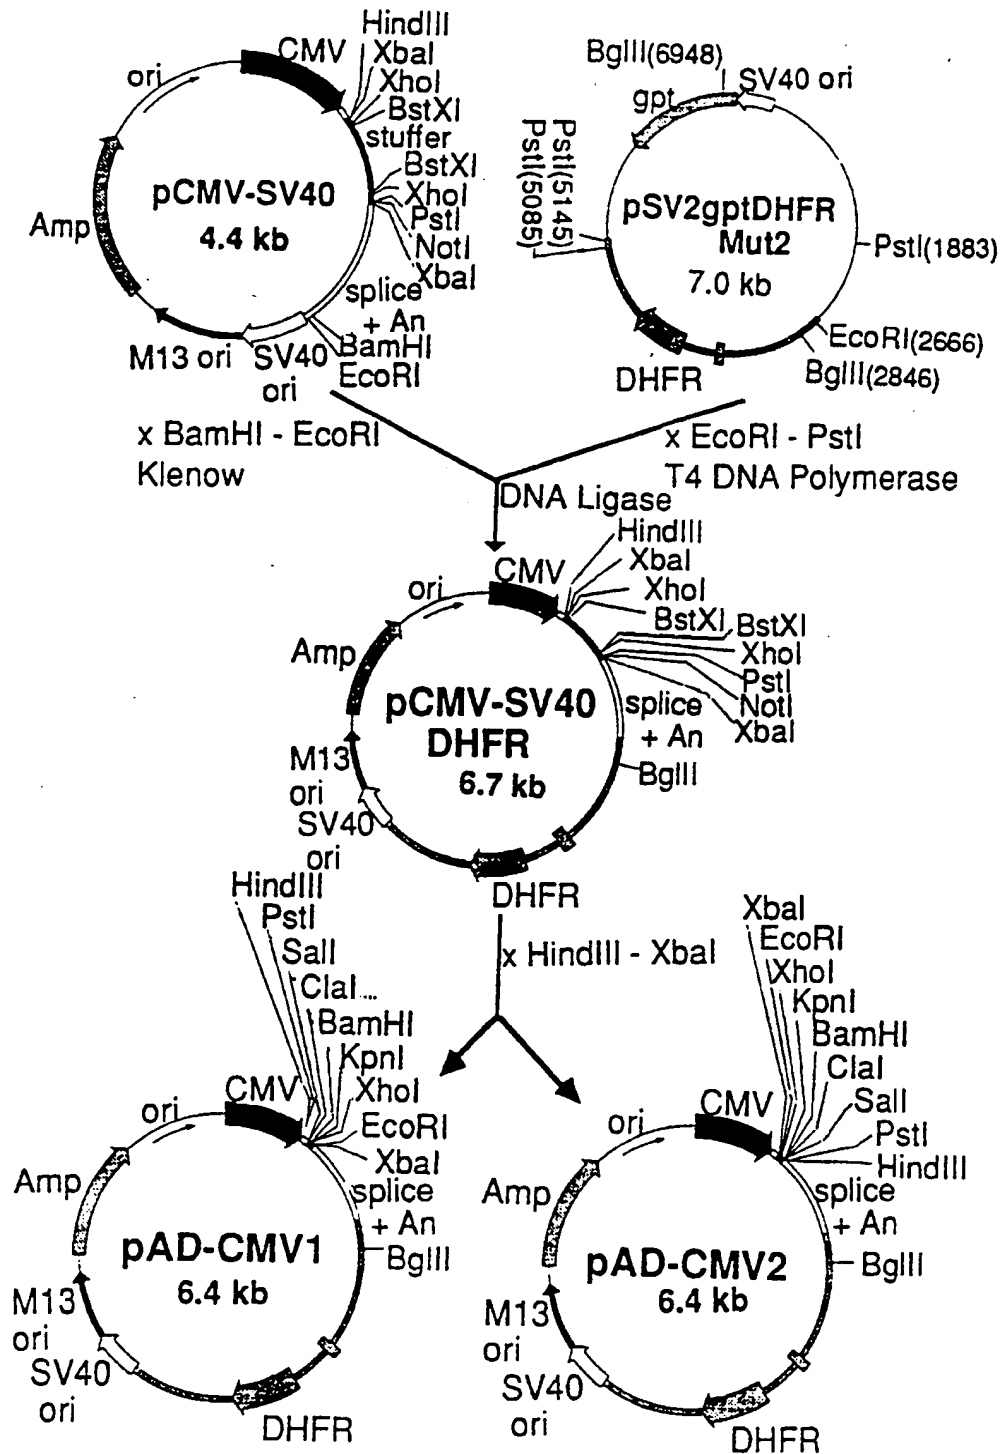 HindIII
CMV
XbaI
XhoI
BstXI
stuffer
BstXI
XhoI
PstI
NotI
XbaI
splice
+ An
BamHI
EcoRI
SV40
ori
M13 ori
Amp
ori
pCMV-SV40
4.4 kb
BglII(6948)
SV40 ori
gpt
PstI(5145)
PstI(5085)
pSV2gptDHFR
Mut2
7.0 kb
PstI(1883)
EcoRI(2666)
BglII(2846)
DHFR
x BamHI - EcoRI
Klenow
x EcoRI - PstI
T4 DNA Polymerase
DNA Ligase
HindIII
CMV
XbaI
ori
XhoI
BstXI
BstXI
XhoI
PstI
NotI
XbaI
Amp
pCMV-SV40
DHFR
6.7 kb
splice
+ An
BglII
M13
ori
SV40
ori
DHFR
x HindIII - XbaI
HindIII
PstI
SalI
ClaI...
BamHI
KpnI
XhoI
EcoRI
XbaI
CMV
ori
Amp
splice
+ An
BglII
pAD-CMV1
6.4 kb
M13
ori
SV40
ori
DHFR
XbaI
EcoRI
XhoI
KpnI
BamHI
ClaI
SalI
PstI
HindIII
CMV
ori
Amp
splice
+ An
BglII
pAD-CMV2
6.4 kb
M13
ori
SV40
ori
DHFR